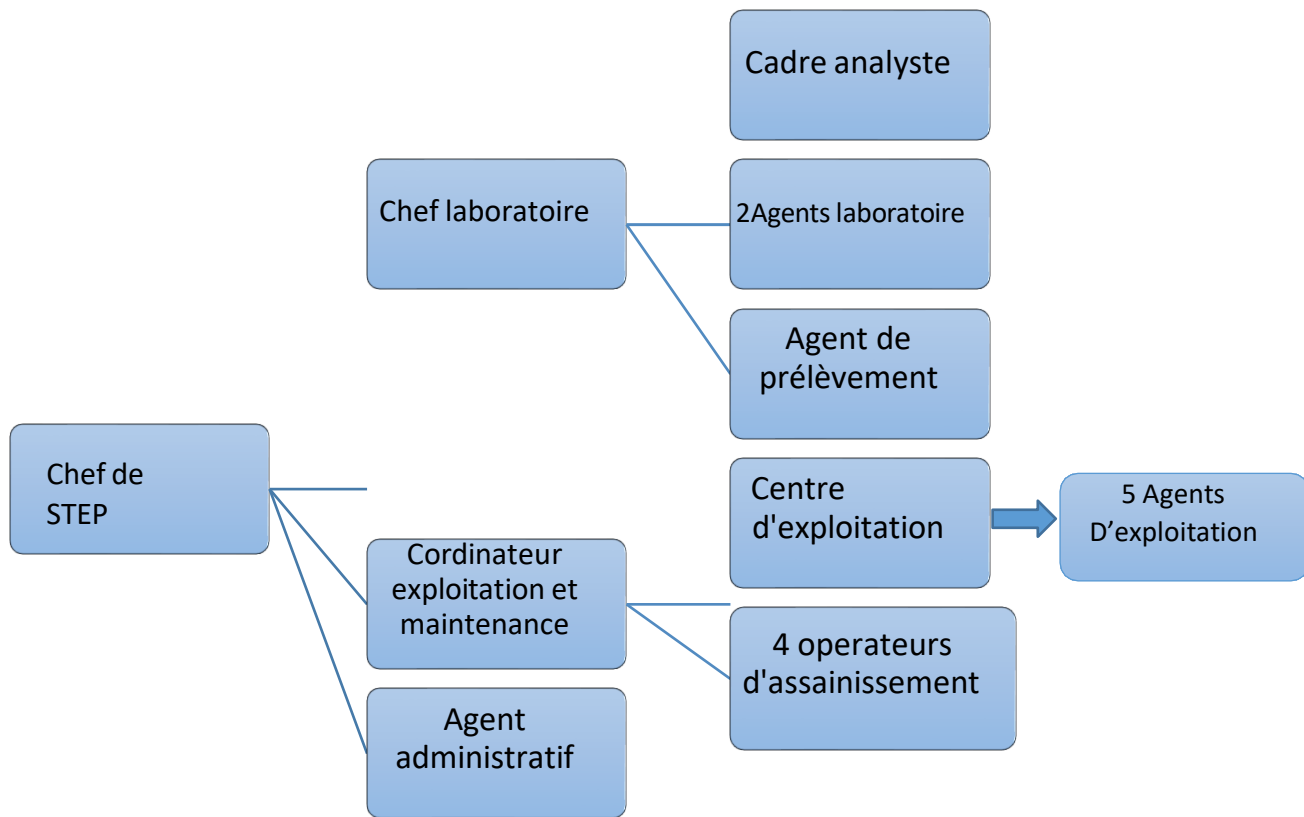 Cadre analyste
Chef laboratoire
2Agents laboratoire
Agent de
prélèvement
Chef de
STEP
Centre
d'exploitation
5 Agents
D’exploitation
Cordinateur
exploitation et
maintenance
4 operateurs
d'assainissement
Agent
administratif